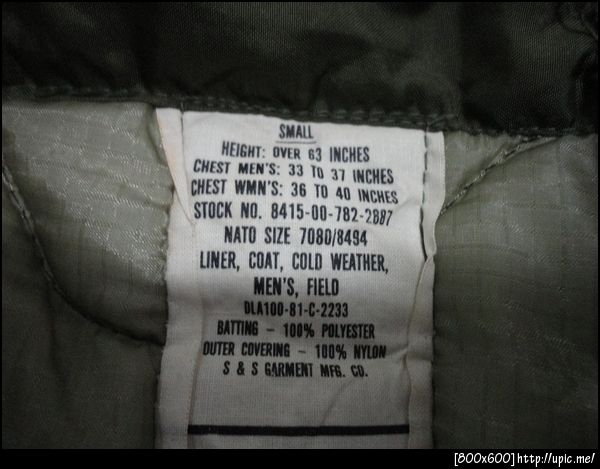 SMALL
HEIGHT: OVER 63 INCHES
CHEST MEN'S: 33 TO 37 INCHES
CHEST WMN'S: 36 TO 40 INCHES
STOCK NO. 8415-00-782-2887
NATO SIZE 7080/8494
LINER, COAT, COLD WEATHER,
MEN'S, FIELD
DLA100-81-C-2233
BATTING - 100% POLYESTER
OUTER COVERING - 100% NYLON
S & S GARMENT MFG. CO.
[800x600]http://upic.me/